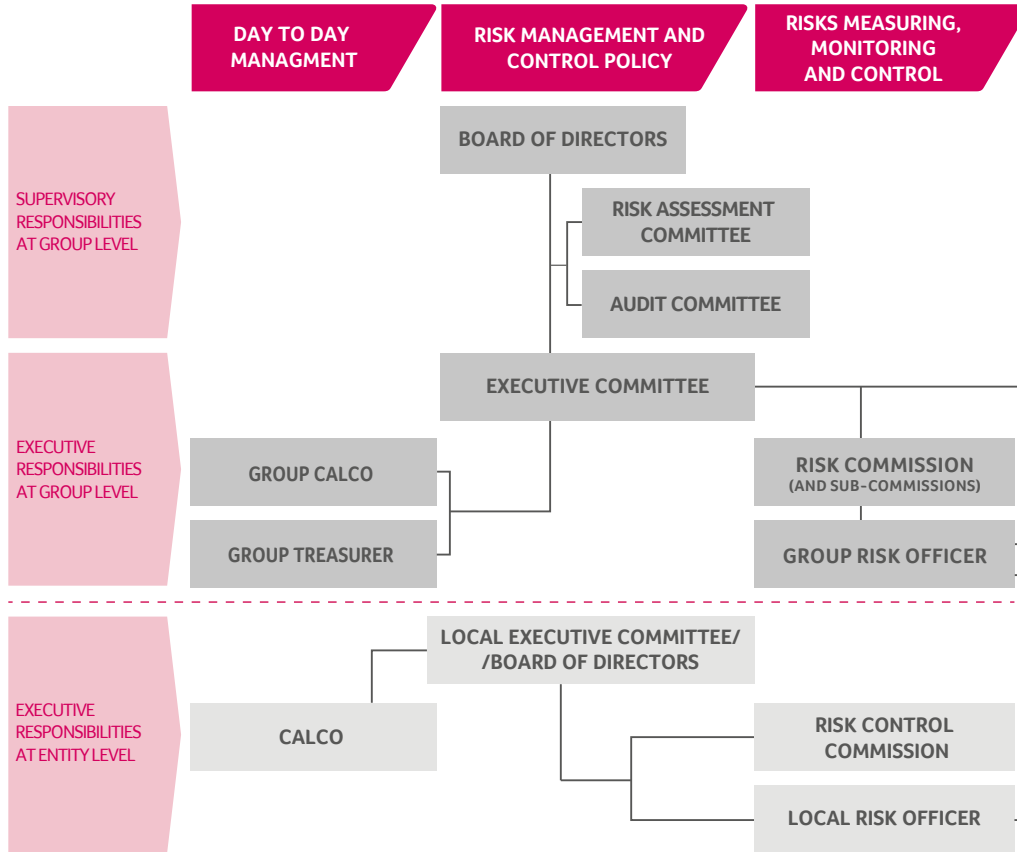 DAY TO DAY
MANAGMENT
RISK MANAGEMENT AND
CONTROL POLICY
RISKS MEASURING,
MONITORING
AND CONTROL
SUPERVISORY
RESPONSIBILITIES
AT GROUP LEVEL
BOARD OF DIRECTORS
RISK ASSESSMENT
COMMITTEE
AUDIT COMMITTEE
EXECUTIVE
RESPONSIBILITIES
AT GROUP LEVEL
EXECUTIVE COMMITTEE
GROUP CALCO
GROUP TREASURER
RISK COMMISSION
(AND SUB-COMMISSIONS)
GROUP RISK OFFICER
EXECUTIVE
RESPONSIBILITIES
AT ENTITY LEVEL
LOCAL EXECUTIVE COMMITTEE/
/BOARD OF DIRECTORS
CALCO
RISK CONTROL
COMMISSION
LOCAL RISK OFFICER